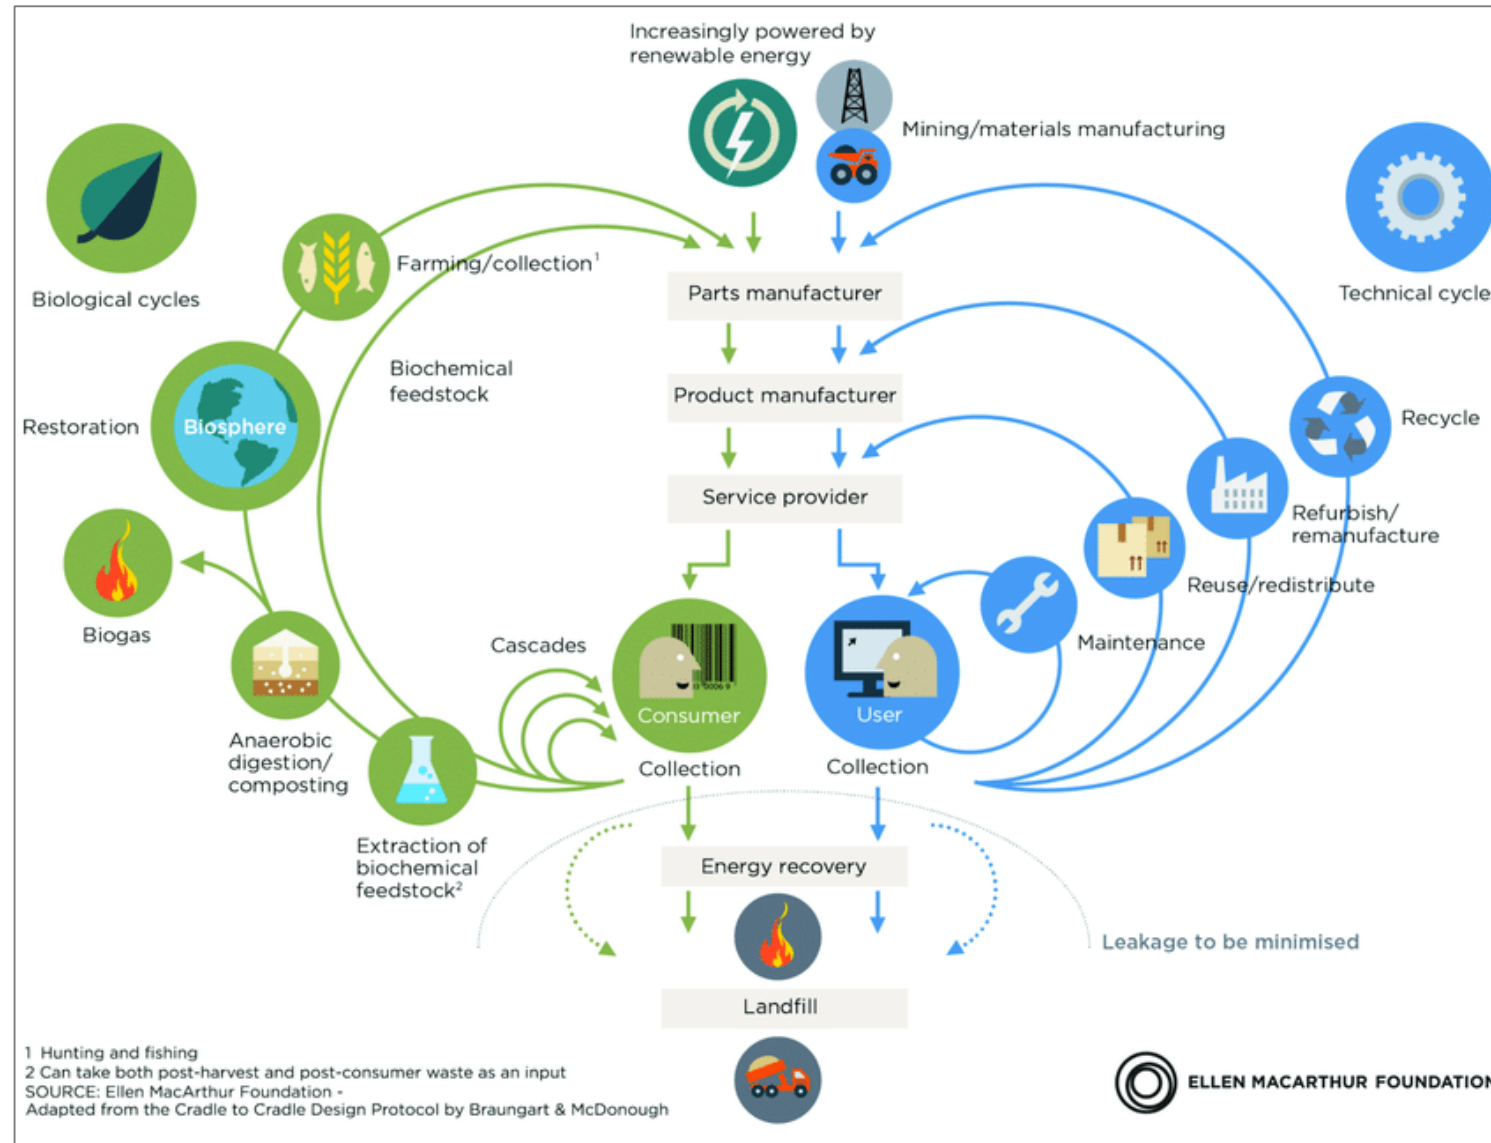 Increasingly powered by
renewable energy
Mining/materials manufacturing
Biological cycles
Technical cycle
Farming/collection¹
Parts manufacturer
Biochemical
feedstock
Product manufacturer
Restoration
Biosphere
Recycle
Service provider
Refurbish/
remanufacture
Reuse/redistribute
Biogas
Cascades
Maintenance
Consumer
User
Anaerobic
digestion/
composting
Collection
Collection
Extraction of
biochemical
feedstock²
Energy recovery
Leakage to be minimised
Landfill
1 Hunting and fishing
2 Can take both post-harvest and post-consumer waste as an input
SOURCE: Ellen MacArthur Foundation -
Adapted from the Cradle to Cradle Design Protocol by Braungart & McDonough
ELLEN MACARTHUR FOUNDATION